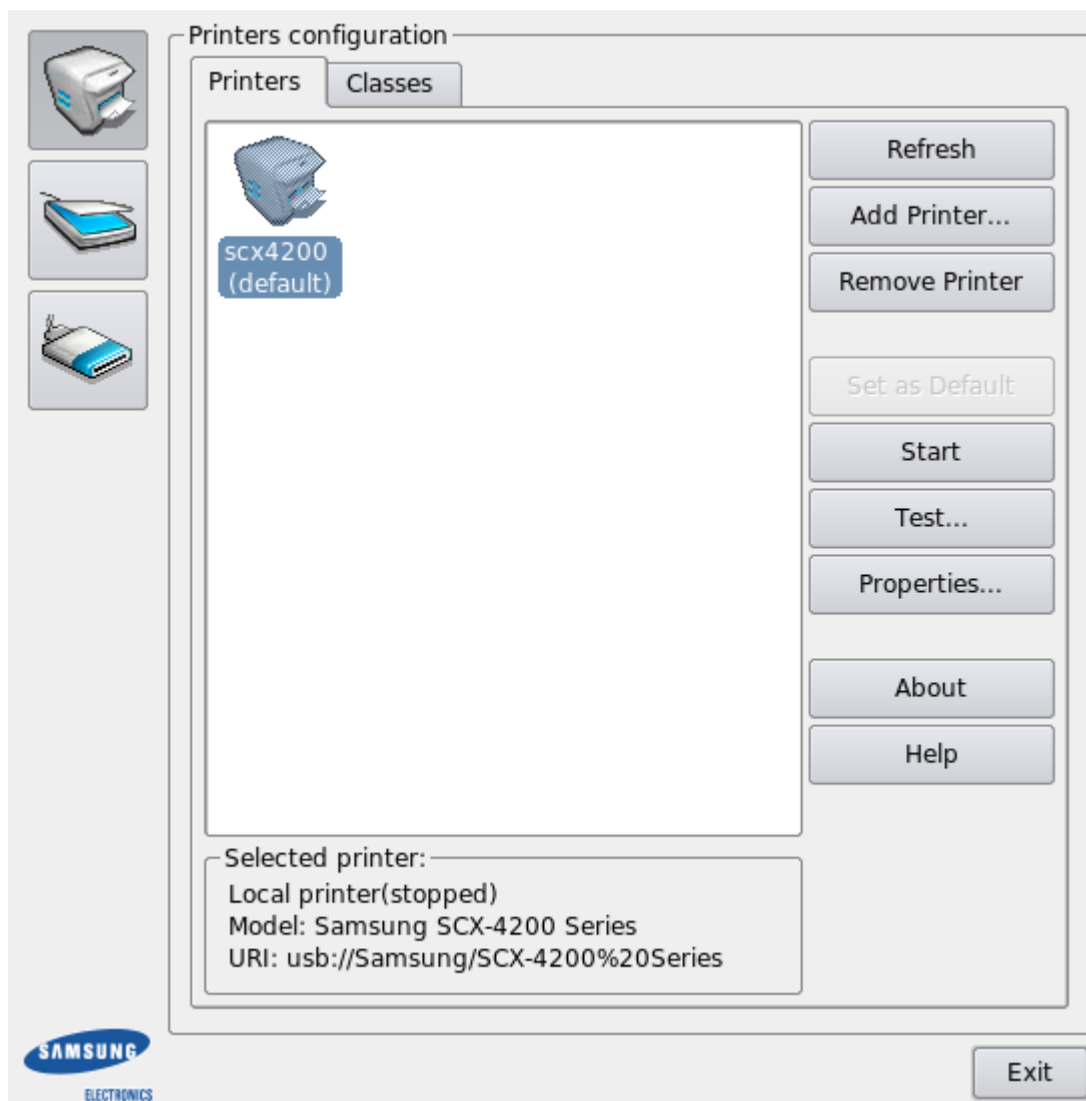 Printers configuration
Printers
Classes
scx4200
(default)
Refresh
Add Printer...
Remove Printer
Set as Default
Start
Test...
Properties...
About
Help
Selected printer:
Local printer(stopped)
Model: Samsung SCX-4200 Series
URI: usb://Samsung/SCX-4200%20Series
SAMSUNG
ELECTRONICS
Exit